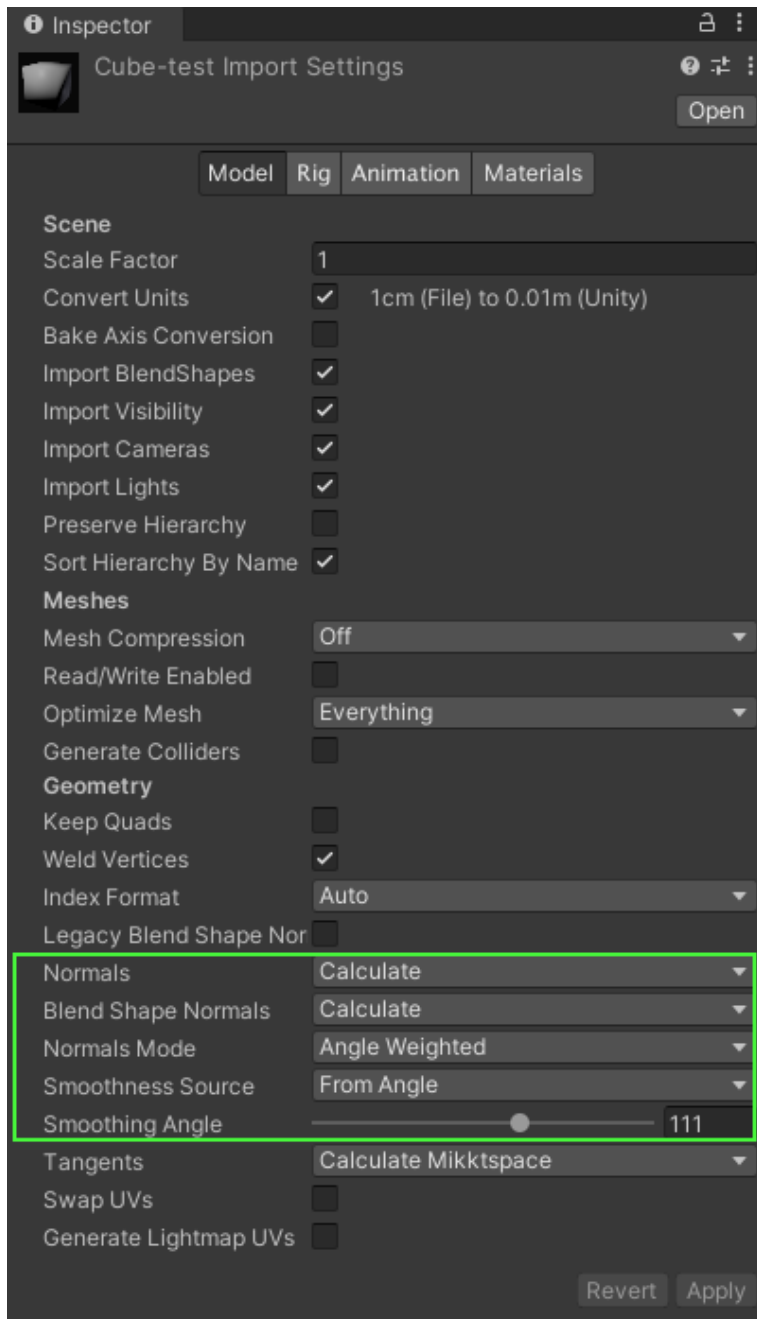 Inspector
Cube-test Import Settings
Open
Model Rig Animation Materials
Scene
Scale Factor 1
Convert Units 1cm (File) to 0.01m (Unity)
Bake Axis Conversion
Import BlendShapes
Import Visibility
Import Cameras
Import Lights
Preserve Hierarchy
Sort Hierarchy By Name
Meshes
Mesh Compression Off
Read/Write Enabled
Optimize Mesh Everything
Generate Colliders
Geometry
Keep Quads
Weld Vertices
Index Format Auto
Legacy Blend Shape Nor
Normals Calculate
Blend Shape Normals Calculate
Normals Mode Angle Weighted
Smoothness Source From Angle
Smoothing Angle 111
Tangents Calculate Mikktspace
Swap UVs
Generate Lightmap UVs
Revert Apply